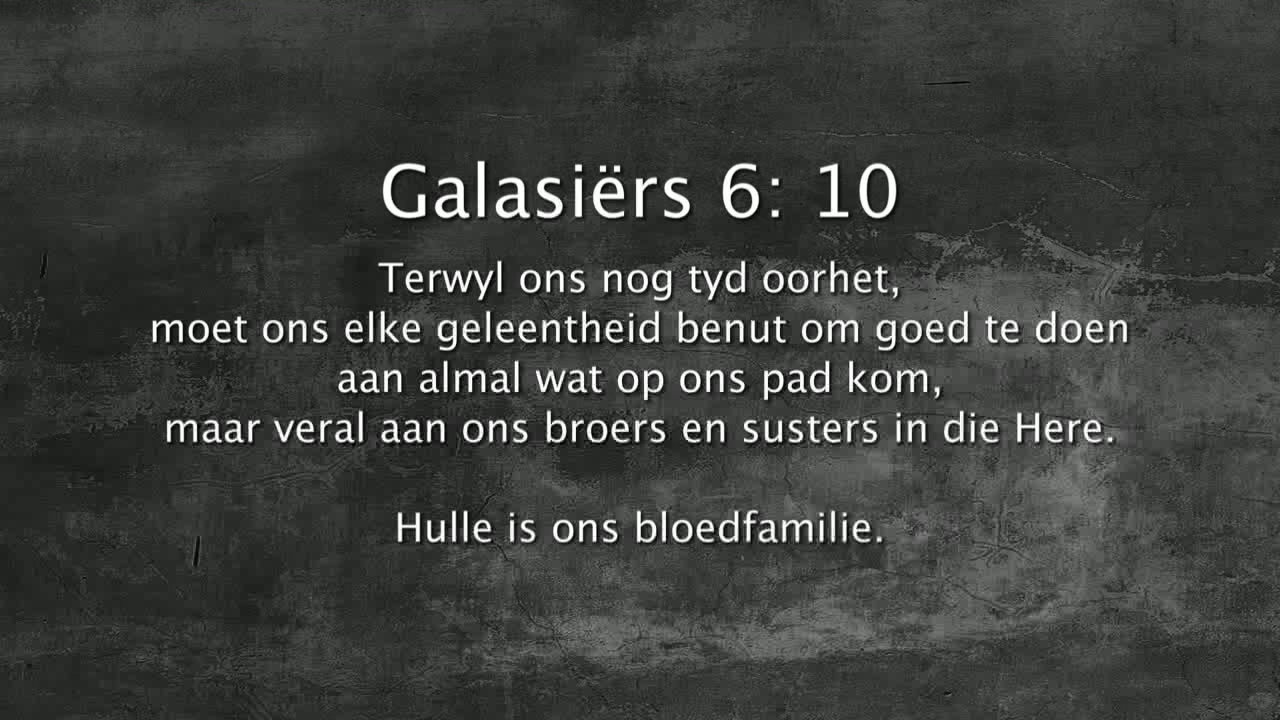 Galasiërs 6: 10
Terwyl ons nog tyd oorhet,
moet ons elke geleentheid benut om goed te doen
aan almal wat op ons pad kom,
maar veral aan ons broers en susters in die Here.
Hulle is ons bloedfamilie.